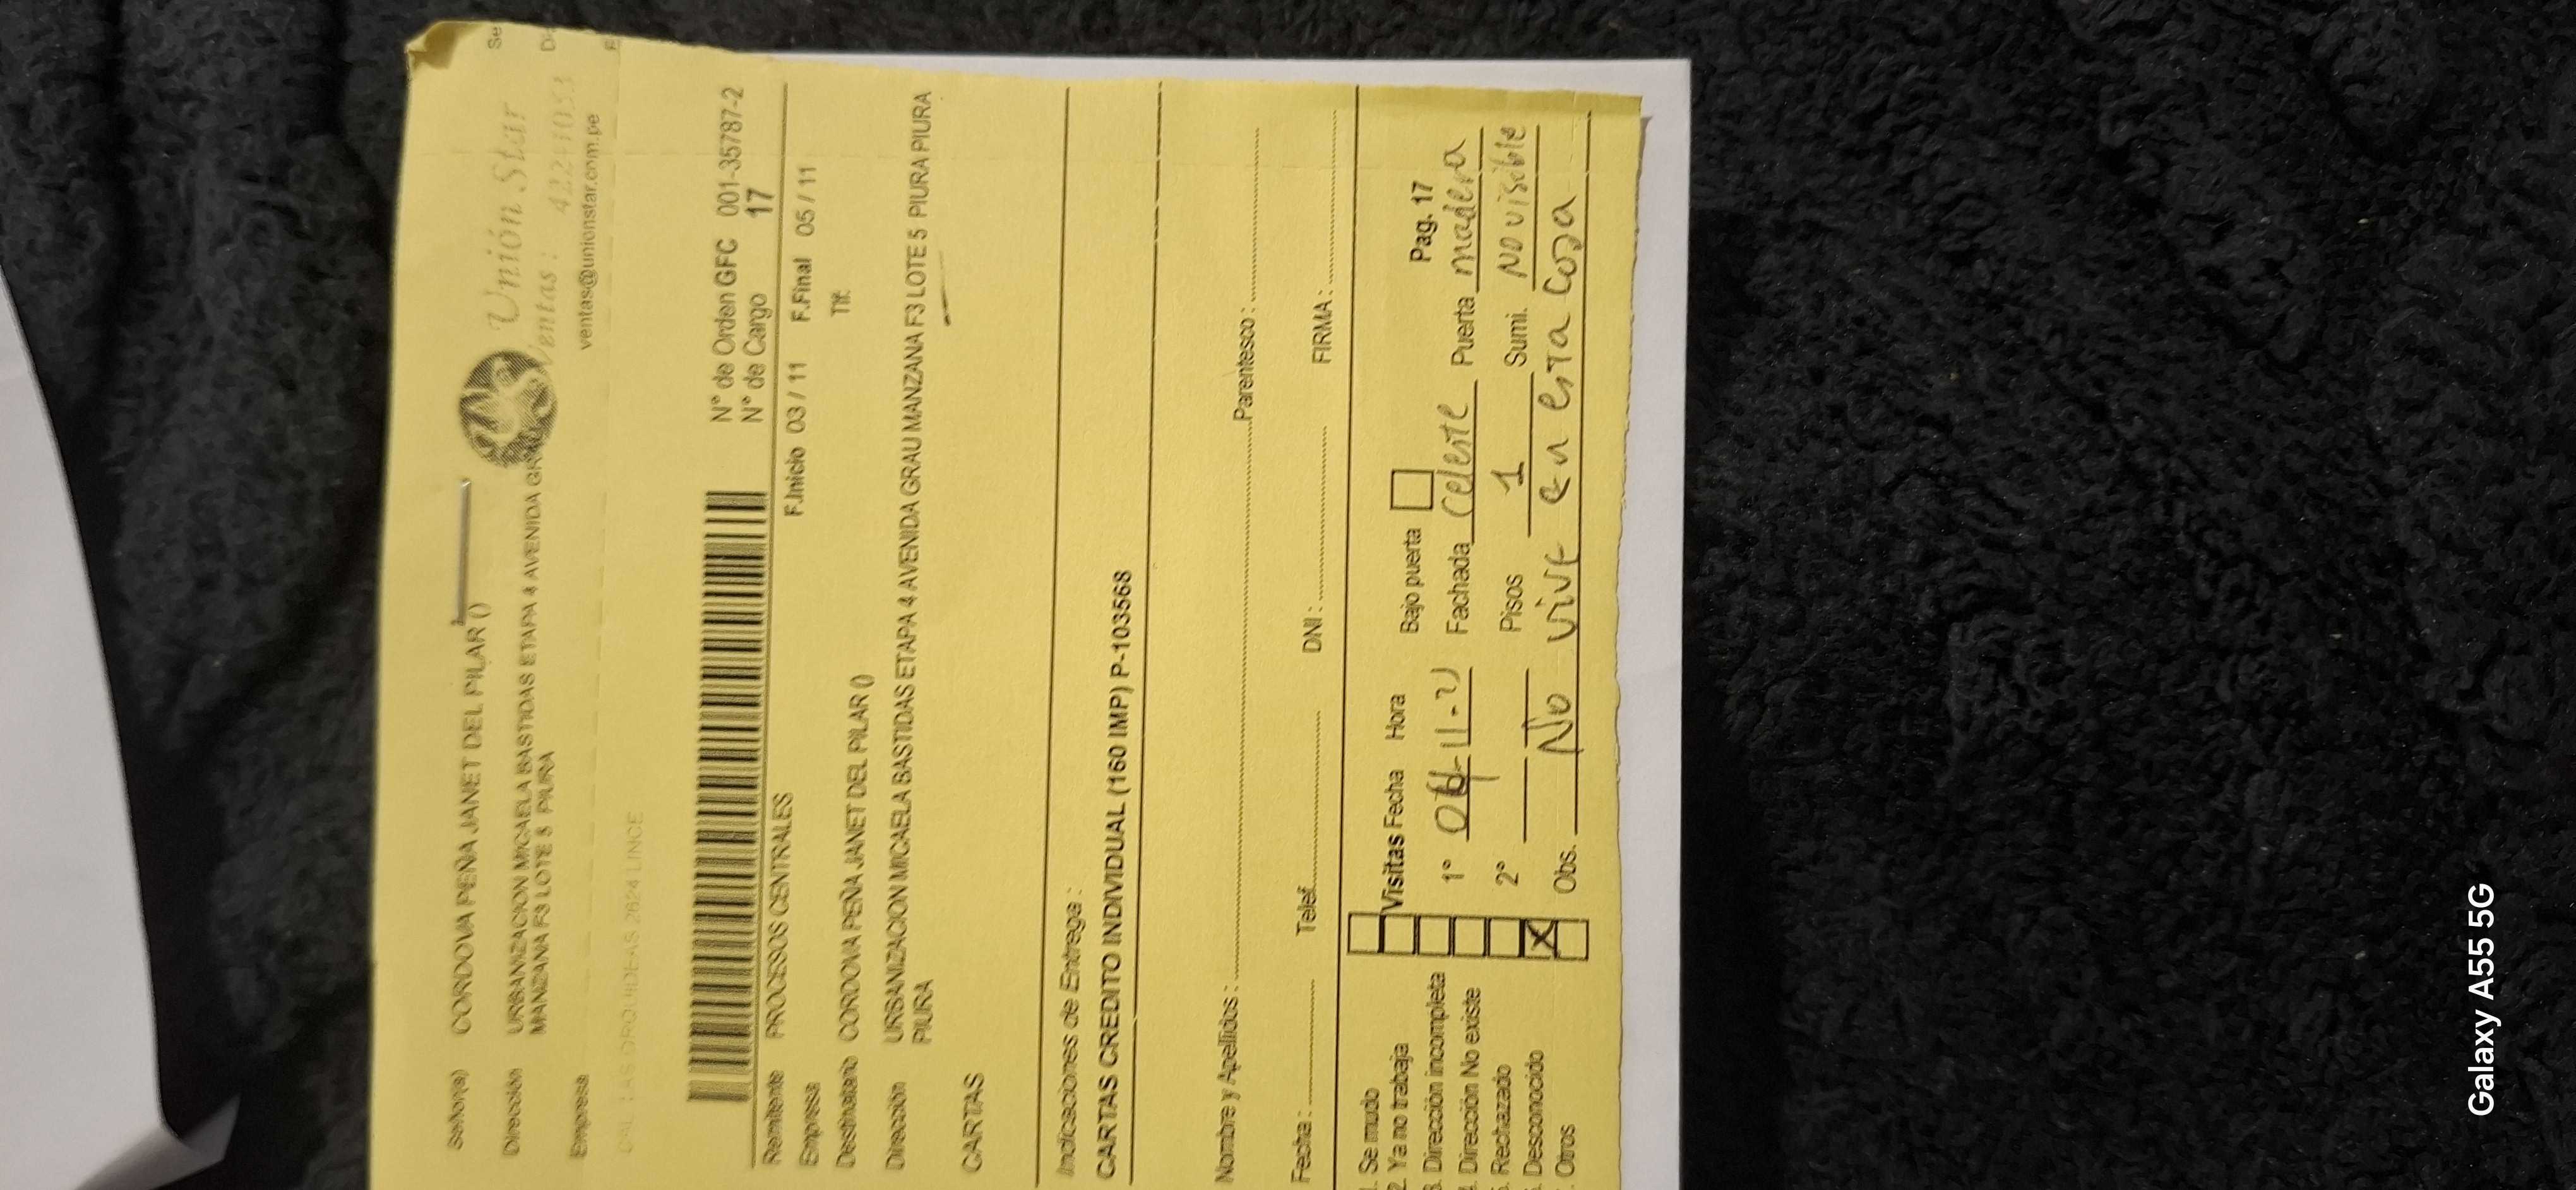 Señor(a) CORDOVA PEÑA JANET DEL PILAR ()
Dirección URBANIZACION MICAELA BASTIDAS ETAPA 4 AVENIDA GRAU
MANZANA F3 LOTE 5 PIURA
Empresa
Unión Star
Ventas : 422-1051
ventas@unionstar.com.pe
Se
CAL. LAS ORQUIDEAS 2624 LINCE
N° de Orden GFC 001-35787-2
N° de Cargo 17
Remitente PROCESOS CENTRALES
F.Inicio 03 / 11 F.Final 05 / 11
Empresa
Tlf:
Destinatario CORDOVA PEÑA JANET DEL PILAR ()
Dirección URBANIZACION MICAELA BASTIDAS ETAPA 4 AVENIDA GRAU MANZANA F3 LOTE 5 PIURA PIURA
PIURA
CARTAS
Indicaciones de Entrega :
CARTAS CREDITO INDIVIDUAL (160 IMP) P-103568
Nombre y Apellidos : Parentesco :
Fecha : Telef. DNI : FIRMA :
1. Se mudo
2. Ya no trabaja Visitas Fecha Hora Bajo puerta Pag. 17
3. Dirección incompleta 1° Fachada Celeste Puerta madera
4. Dirección No existe
5. Rechazado 2° Pisos 1 Sumi. NO visible
Desconocido X
Otros Obs. No vive en esta Casa
Galaxy A55 5G